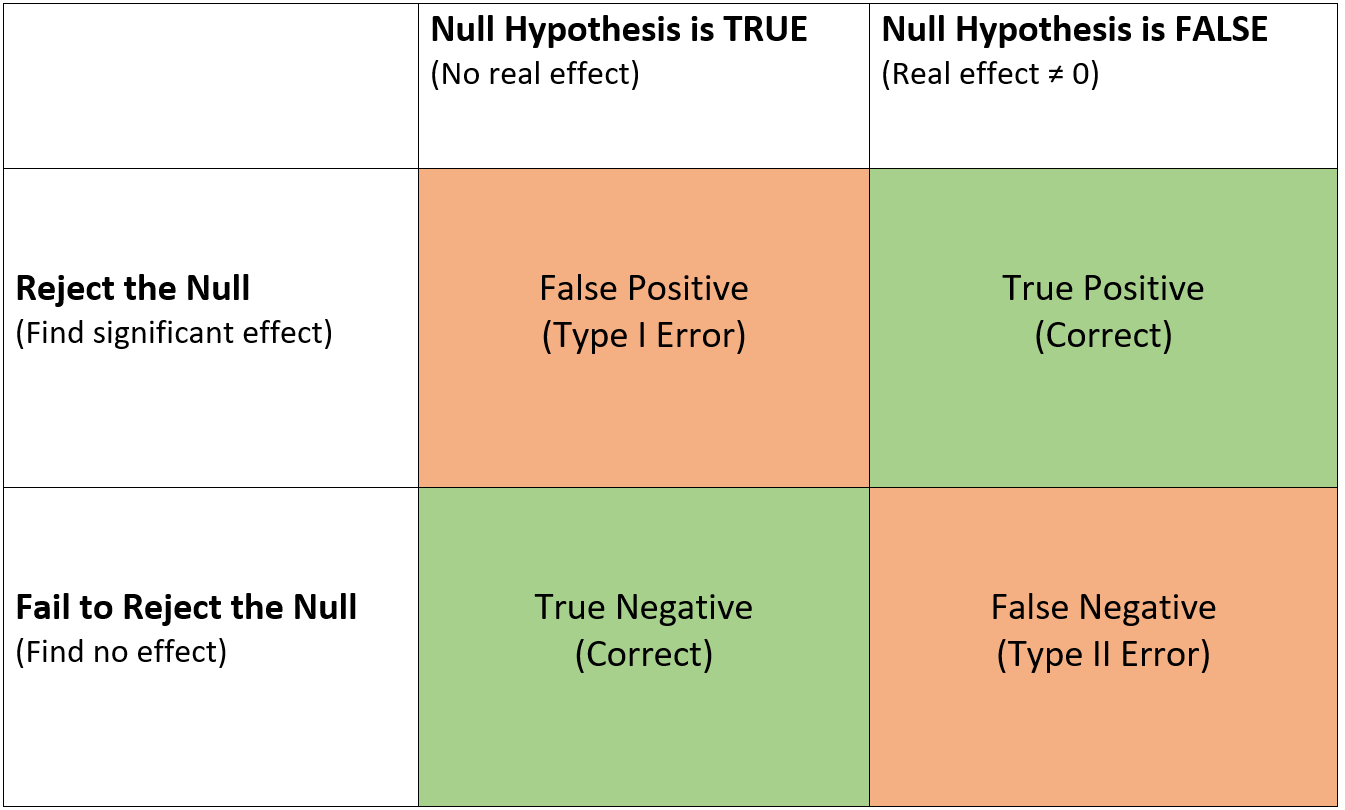 Null Hypothesis is TRUE
(No real effect)
Null Hypothesis is FALSE
(Real effect ≠ 0)
Reject the Null
(Find significant effect)
False Positive
(Type I Error)
True Positive
(Correct)
Fail to Reject the Null
(Find no effect)
True Negative
(Correct)
False Negative
(Type II Error)